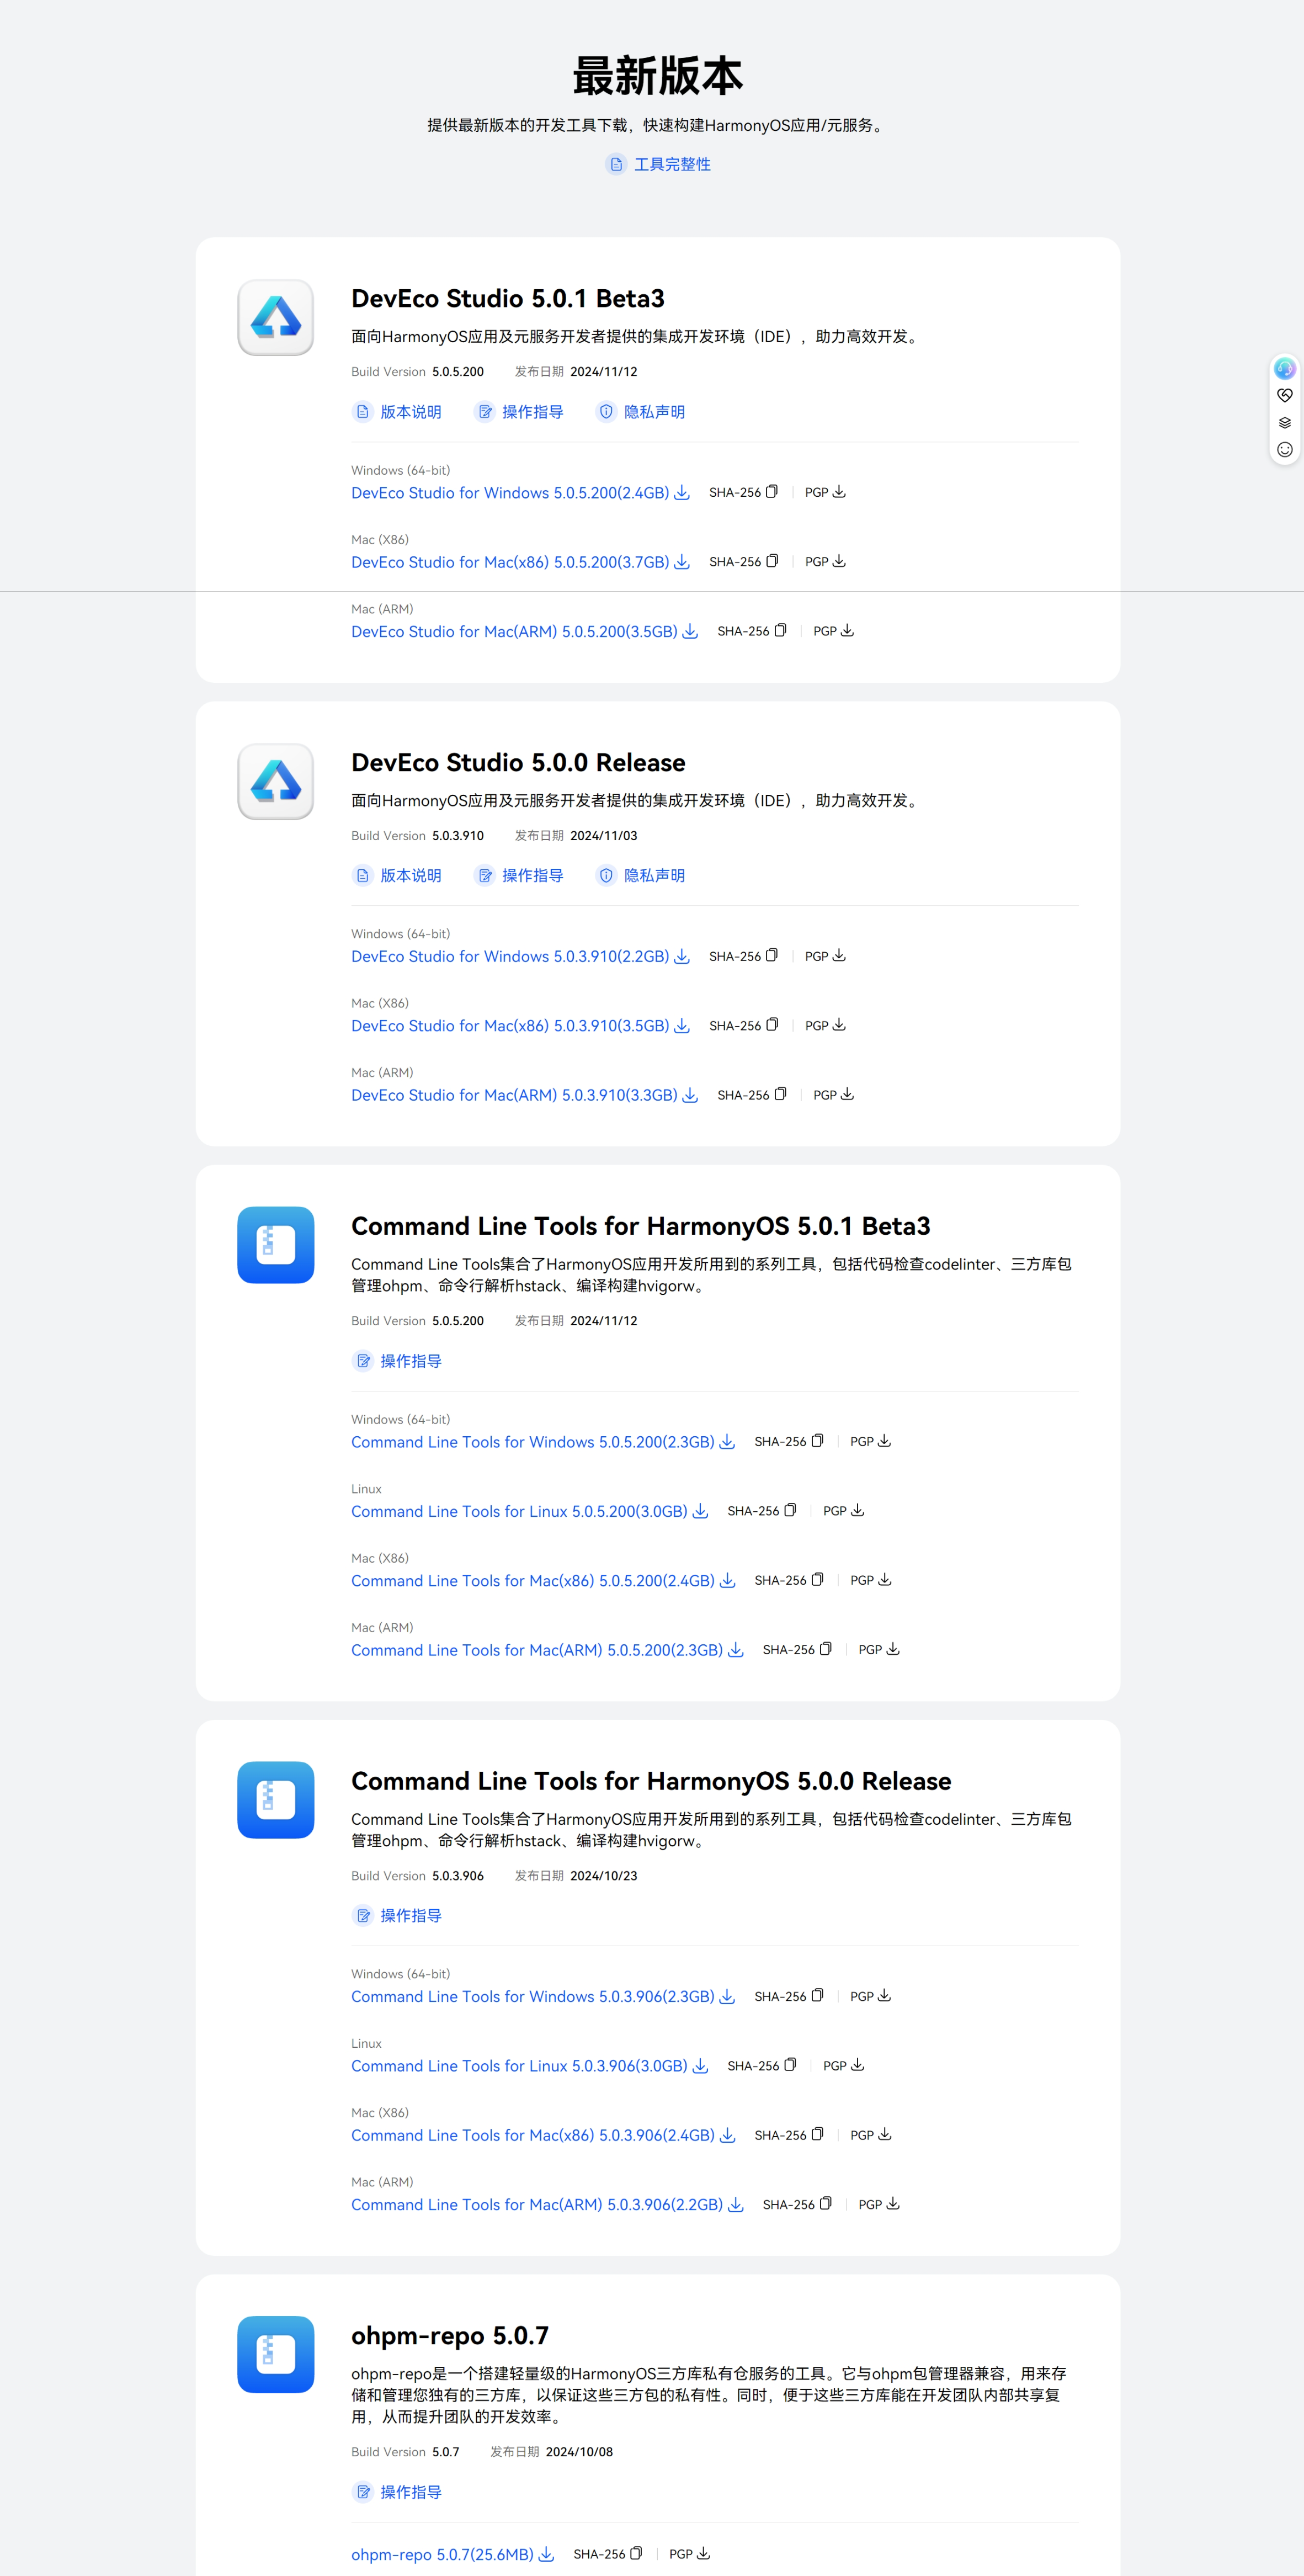 最新版本
提供最新版本的开发工具下载，快速构建HarmonyOS应用/元服务。
工具完整性
DevEco Studio 5.0.1 Beta3
面向HarmonyOS应用及元服务开发者提供的集成开发环境（IDE），助力高效开发。
Build Version 5.0.5.200 发布日期 2024/11/12
版本说明 操作指导 隐私声明
Windows (64-bit)
DevEco Studio for Windows 5.0.5.200(2.4GB) SHA-256 PGP
Mac (X86)
DevEco Studio for Mac(x86) 5.0.5.200(3.7GB) SHA-256 PGP
Mac (ARM)
DevEco Studio for Mac(ARM) 5.0.5.200(3.5GB) SHA-256 PGP
DevEco Studio 5.0.0 Release
面向HarmonyOS应用及元服务开发者提供的集成开发环境（IDE），助力高效开发。
Build Version 5.0.3.910 发布日期 2024/11/03
版本说明 操作指导 隐私声明
Windows (64-bit)
DevEco Studio for Windows 5.0.3.910(2.2GB) SHA-256 PGP
Mac (X86)
DevEco Studio for Mac(x86) 5.0.3.910(3.5GB) SHA-256 PGP
Mac (ARM)
DevEco Studio for Mac(ARM) 5.0.3.910(3.3GB) SHA-256 PGP
Command Line Tools for HarmonyOS 5.0.1 Beta3
Command Line Tools集合了HarmonyOS应用开发所用到的系列工具，包括代码检查codelinter、三方库包
管理ohpm、命令行解析hstack、编译构建hvigorw。
Build Version 5.0.5.200 发布日期 2024/11/12
操作指导
Windows (64-bit)
Command Line Tools for Windows 5.0.5.200(2.3GB) SHA-256 PGP
Linux
Command Line Tools for Linux 5.0.5.200(3.0GB) SHA-256 PGP
Mac (X86)
Command Line Tools for Mac(x86) 5.0.5.200(2.4GB) SHA-256 PGP
Mac (ARM)
Command Line Tools for Mac(ARM) 5.0.5.200(2.3GB) SHA-256 PGP
Command Line Tools for HarmonyOS 5.0.0 Release
Command Line Tools集合了HarmonyOS应用开发所用到的系列工具，包括代码检查codelinter、三方库包
管理ohpm、命令行解析hstack、编译构建hvigorw。
Build Version 5.0.3.906 发布日期 2024/10/23
操作指导
Windows (64-bit)
Command Line Tools for Windows 5.0.3.906(2.3GB) SHA-256 PGP
Linux
Command Line Tools for Linux 5.0.3.906(3.0GB) SHA-256 PGP
Mac (X86)
Command Line Tools for Mac(x86) 5.0.3.906(2.4GB) SHA-256 PGP
Mac (ARM)
Command Line Tools for Mac(ARM) 5.0.3.906(2.2GB) SHA-256 PGP
ohpm-repo 5.0.7
ohpm-repo是一个搭建轻量级的HarmonyOS三方库私有仓服务的工具。它与ohpm包管理器兼容，用来存
储和管理您独有的三方库，以保证这些三方包的私有性。同时，便于这些三方库能在开发团队内部共享复
用，从而提升团队的开发效率。
Build Version 5.0.7 发布日期 2024/10/08
操作指导
ohpm-repo 5.0.7(25.6MB) SHA-256 PGP